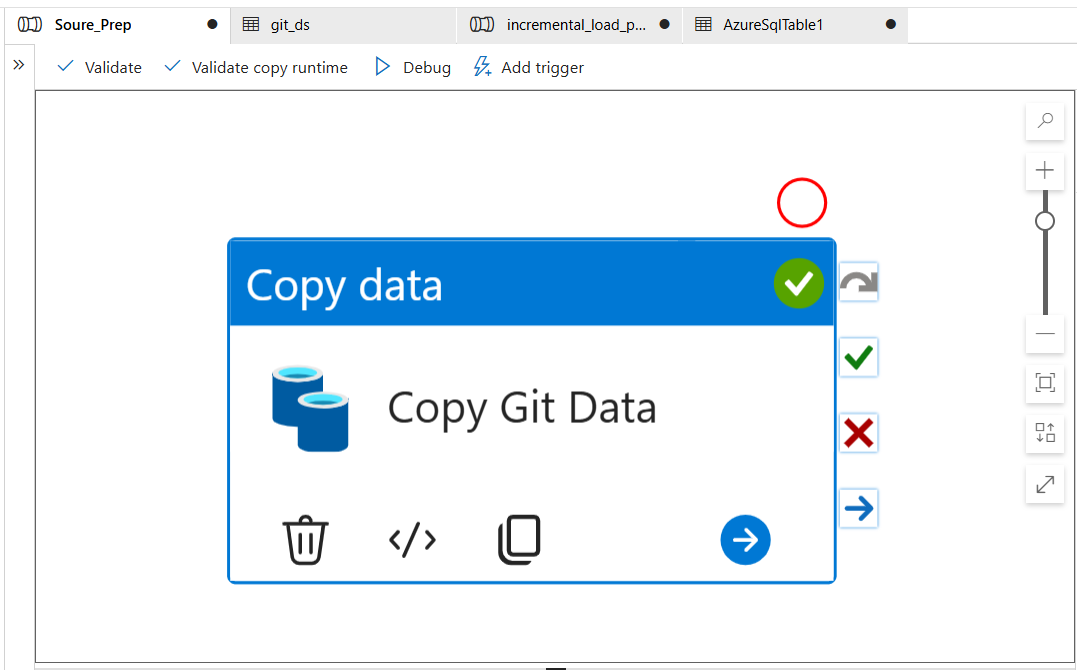 Soure_Prep
git_ds
incremental_load_p...
AzureSqlTable1
Validate
Validate copy runtime
Debug
Add trigger
Copy data
Copy Git Data